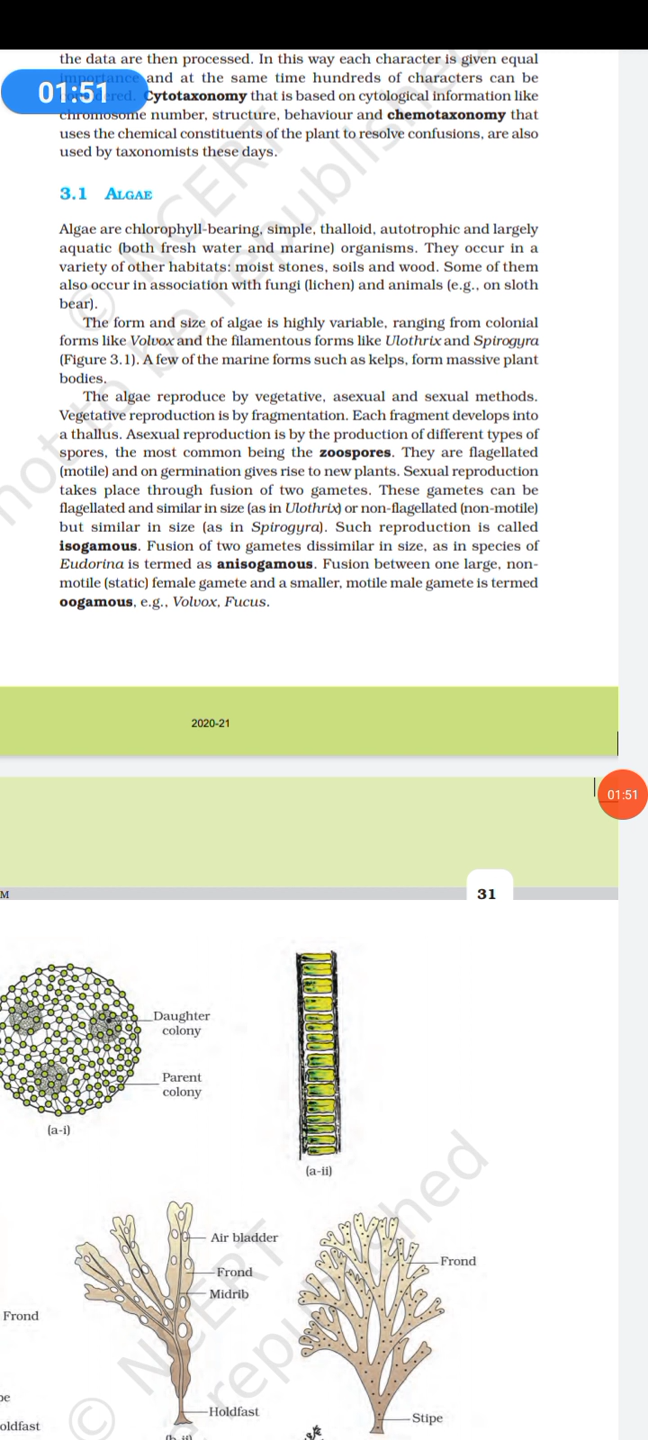 the data are then processed. In this way each character is given equal
importance and at the same time hundreds of characters can be
01:51
Cytotaxonomy that is based on cytological information like
chromosome number, structure, behaviour and chemotaxonomy that
uses the chemical constituents of the plant to resolve confusions, are also
used by taxonomists these days.
3.1 ALGAE
Algae are chlorophyll-bearing, simple, thalloid, autotrophic and largely
aquatic (both fresh water and marine) organisms. They occur in a
variety of other habitats: moist stones, soils and wood. Some of them
also occur in association with fungi (lichen) and animals (e.g., on sloth
bear).
The form and size of algae is highly variable, ranging from colonial
forms like Volvox and the filamentous forms like Ulothrix and Spirogyra
(Figure 3.1). A few of the marine forms such as kelps, form massive plant
bodies.
The algae reproduce by vegetative, asexual and sexual methods.
Vegetative reproduction is by fragmentation. Each fragment develops into
a thallus. Asexual reproduction is by the production of different types of
spores, the most common being the zoospores. They are flagellated
(motile) and on germination gives rise to new plants. Sexual reproduction
takes place through fusion of two gametes. These gametes can be
flagellated and similar in size (as in Ulothrix) or non-flagellated (non-motile)
but similar in size (as in Spirogyra). Such reproduction is called
isogamous. Fusion of two gametes dissimilar in size, as in species of
Eudorina is termed as anisogamous. Fusion between one large, non-
motile (static) female gamete and a smaller, motile male gamete is termed
oogamous, e.g., Volvox, Fucus.
© NCERT
not to be republished
2020-21
01:51
M
31
Daughter
colony
Parent
colony
(a-i)
(a-ii)
Air bladder
Frond
Midrib
Frond
Frond
Holdfast
Stipe
pe
oldfast
(b-ii)
© NCERT
republished